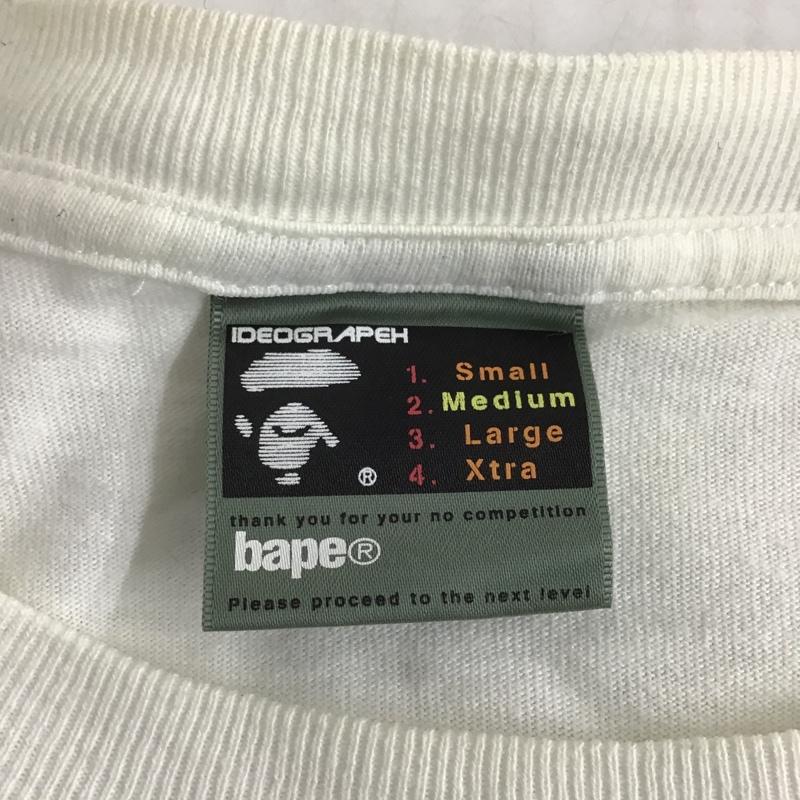 IDEOGRAPEH
1. Small
2. Medium
3. Large
4. Xtra
®
thank you for your no competition
bape®
Please proceed to the next level